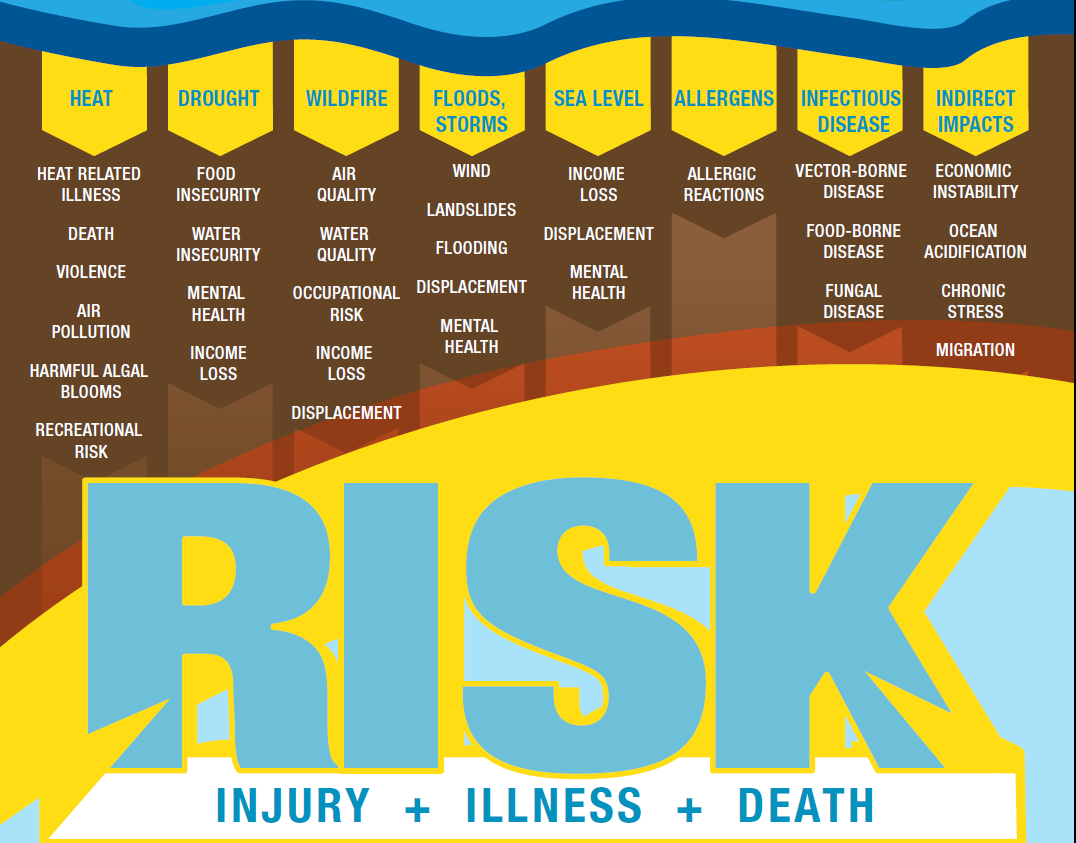 HEAT
HEAT RELATED
ILLNESS
DEATH
VIOLENCE
AIR
POLLUTION
HARMFUL ALGAL
BLOOMS
RECREATIONAL
RISK
DROUGHT
FOOD
INSECURITY
WATER
INSECURITY
MENTAL
HEALTH
INCOME
LOSS
WILDFIRE
AIR
QUALITY
WATER
QUALITY
OCCUPATIONAL
RISK
INCOME
LOSS
DISPLACEMENT
FLOODS,
STORMS
WIND
LANDSLIDES
FLOODING
DISPLACEMENT
MENTAL
HEALTH
SEA LEVEL
INCOME
LOSS
DISPLACEMENT
MENTAL
HEALTH
ALLERGENS
ALLERGIC
REACTIONS
INFECTIOUS
DISEASE
VECTOR-BORNE
DISEASE
FOOD-BORNE
DISEASE
FUNGAL
DISEASE
INDIRECT
IMPACTS
ECONOMIC
INSTABILITY
OCEAN
ACIDIFICATION
CHRONIC
STRESS
MIGRATION
RISK
INJURY + ILLNESS + DEATH